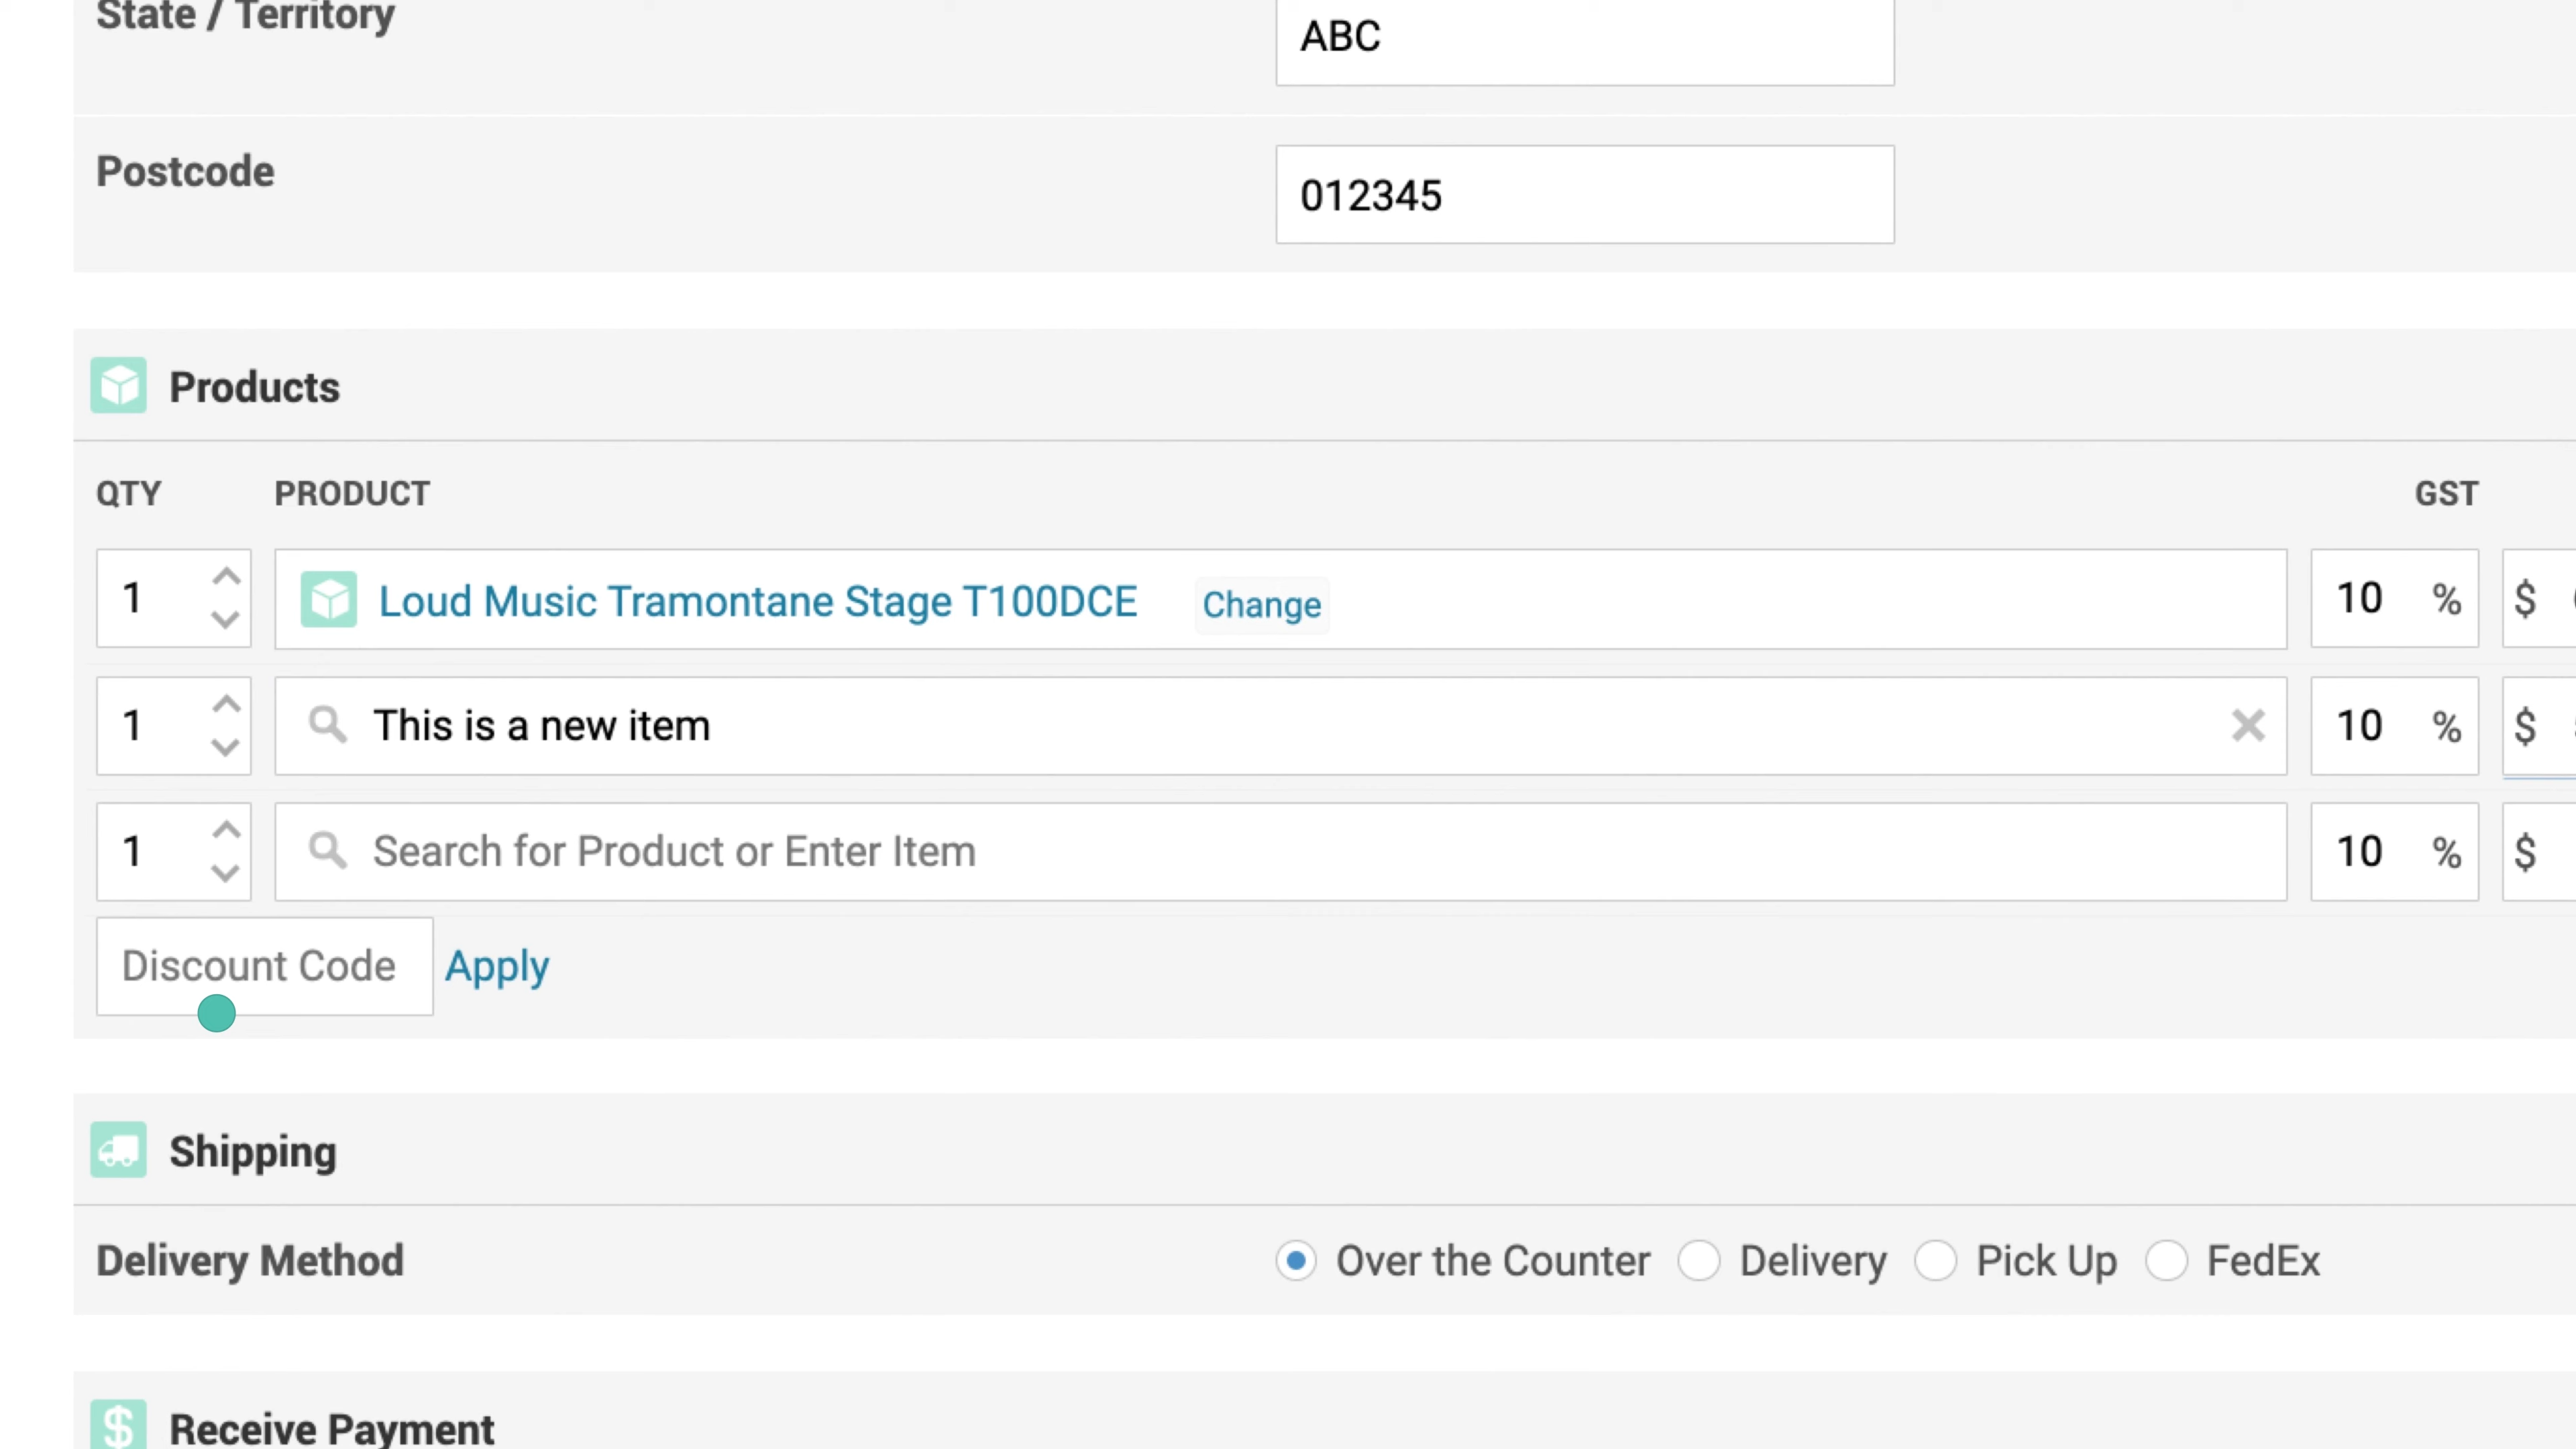 State / Territory
ABC
Postcode
012345
Products
QTY PRODUCT GST
1 Loud Music Tramontane Stage T100DCE Change 10 % $
1 This is a new item 10 % $
1 Search for Product or Enter Item 10 % $
Discount Code Apply
Shipping
Delivery Method Over the Counter Delivery Pick Up FedEx
$ Receive Payment